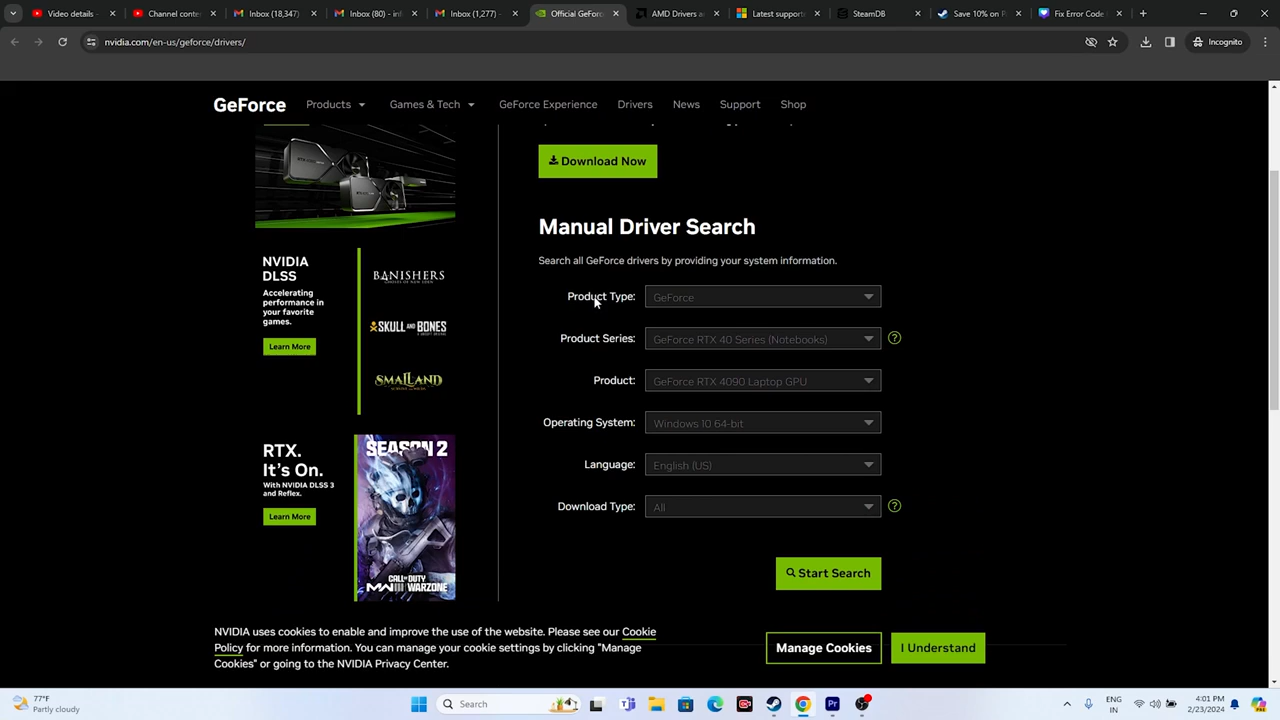 Video details
Channel conter
Inbox (18,347)
Inbox (80) - inf
Inbox (1,277) -
Official GeForc
AMD Drivers a
Latest support
SteamDB
Save 10% on P
Fix Error Code
nvidia.com/en-us/geforce/drivers/
Incognito
GeForce
Products
Games & Tech
GeForce Experience
Drivers
News
Support
Shop
Download Now
Manual Driver Search
Search all GeForce drivers by providing your system information.
Product Type: GeForce
Product Series: GeForce RTX 40 Series (Notebooks) ?
Product: GeForce RTX 4090 Laptop GPU
Operating System: Windows 10 64-bit
Language: English (US)
Download Type: All ?
Start Search
NVIDIA
DLSS
Accelerating
performance in
your favorite
games.
Learn More
BANISHERS
SKULL AND BONES
SMALLAND
RTX.
It's On.
With NVIDIA DLSS 3
and Reflex.
Learn More
SEASON 2
CALL OF DUTY
MW WARZONE
NVIDIA uses cookies to enable and improve the use of the website. Please see our Cookie
Policy for more information. You can manage your cookie settings by clicking "Manage
Cookies" or going to the NVIDIA Privacy Center.
Manage Cookies
I Understand
77°F
Partly cloudy
Search
Pr
ENG
IN
4:01 PM
2/23/2024